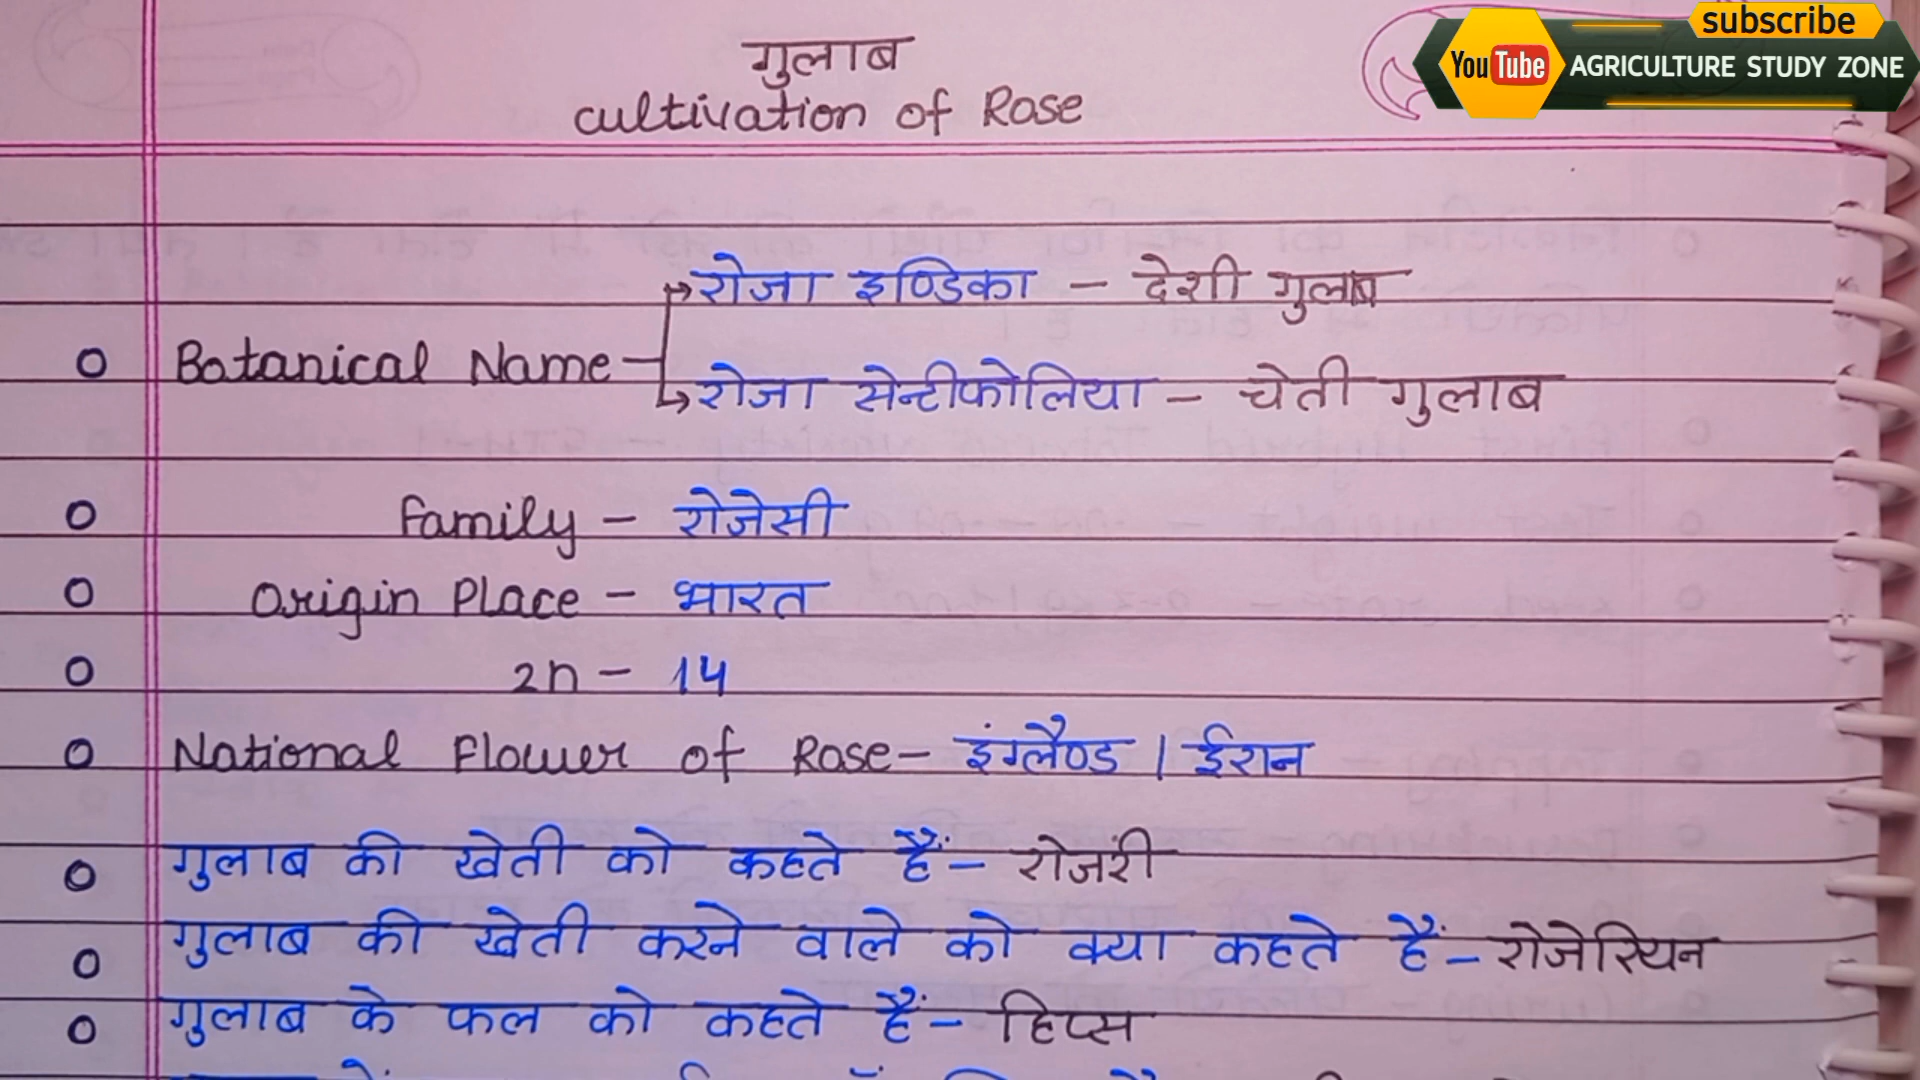 subscribe
YouTube AGRICULTURE STUDY ZONE
गुलाब
cultivation of Rose
रोजा इण्डिका – देशी गुलाब
Botanical Name –
रोजा सेन्टीफोलिया – चेती गुलाब
Family – रोजेसी
Origin Place – भारत
2n – 14
National Flower of Rose – इंग्लैण्ड / ईरान
गुलाब की खेती को कहते हैं – रोजरी
गुलाब की खेती करने वाले को क्या कहते हैं – रोजेरियन
गुलाब के फल को कहते हैं – हिप्स